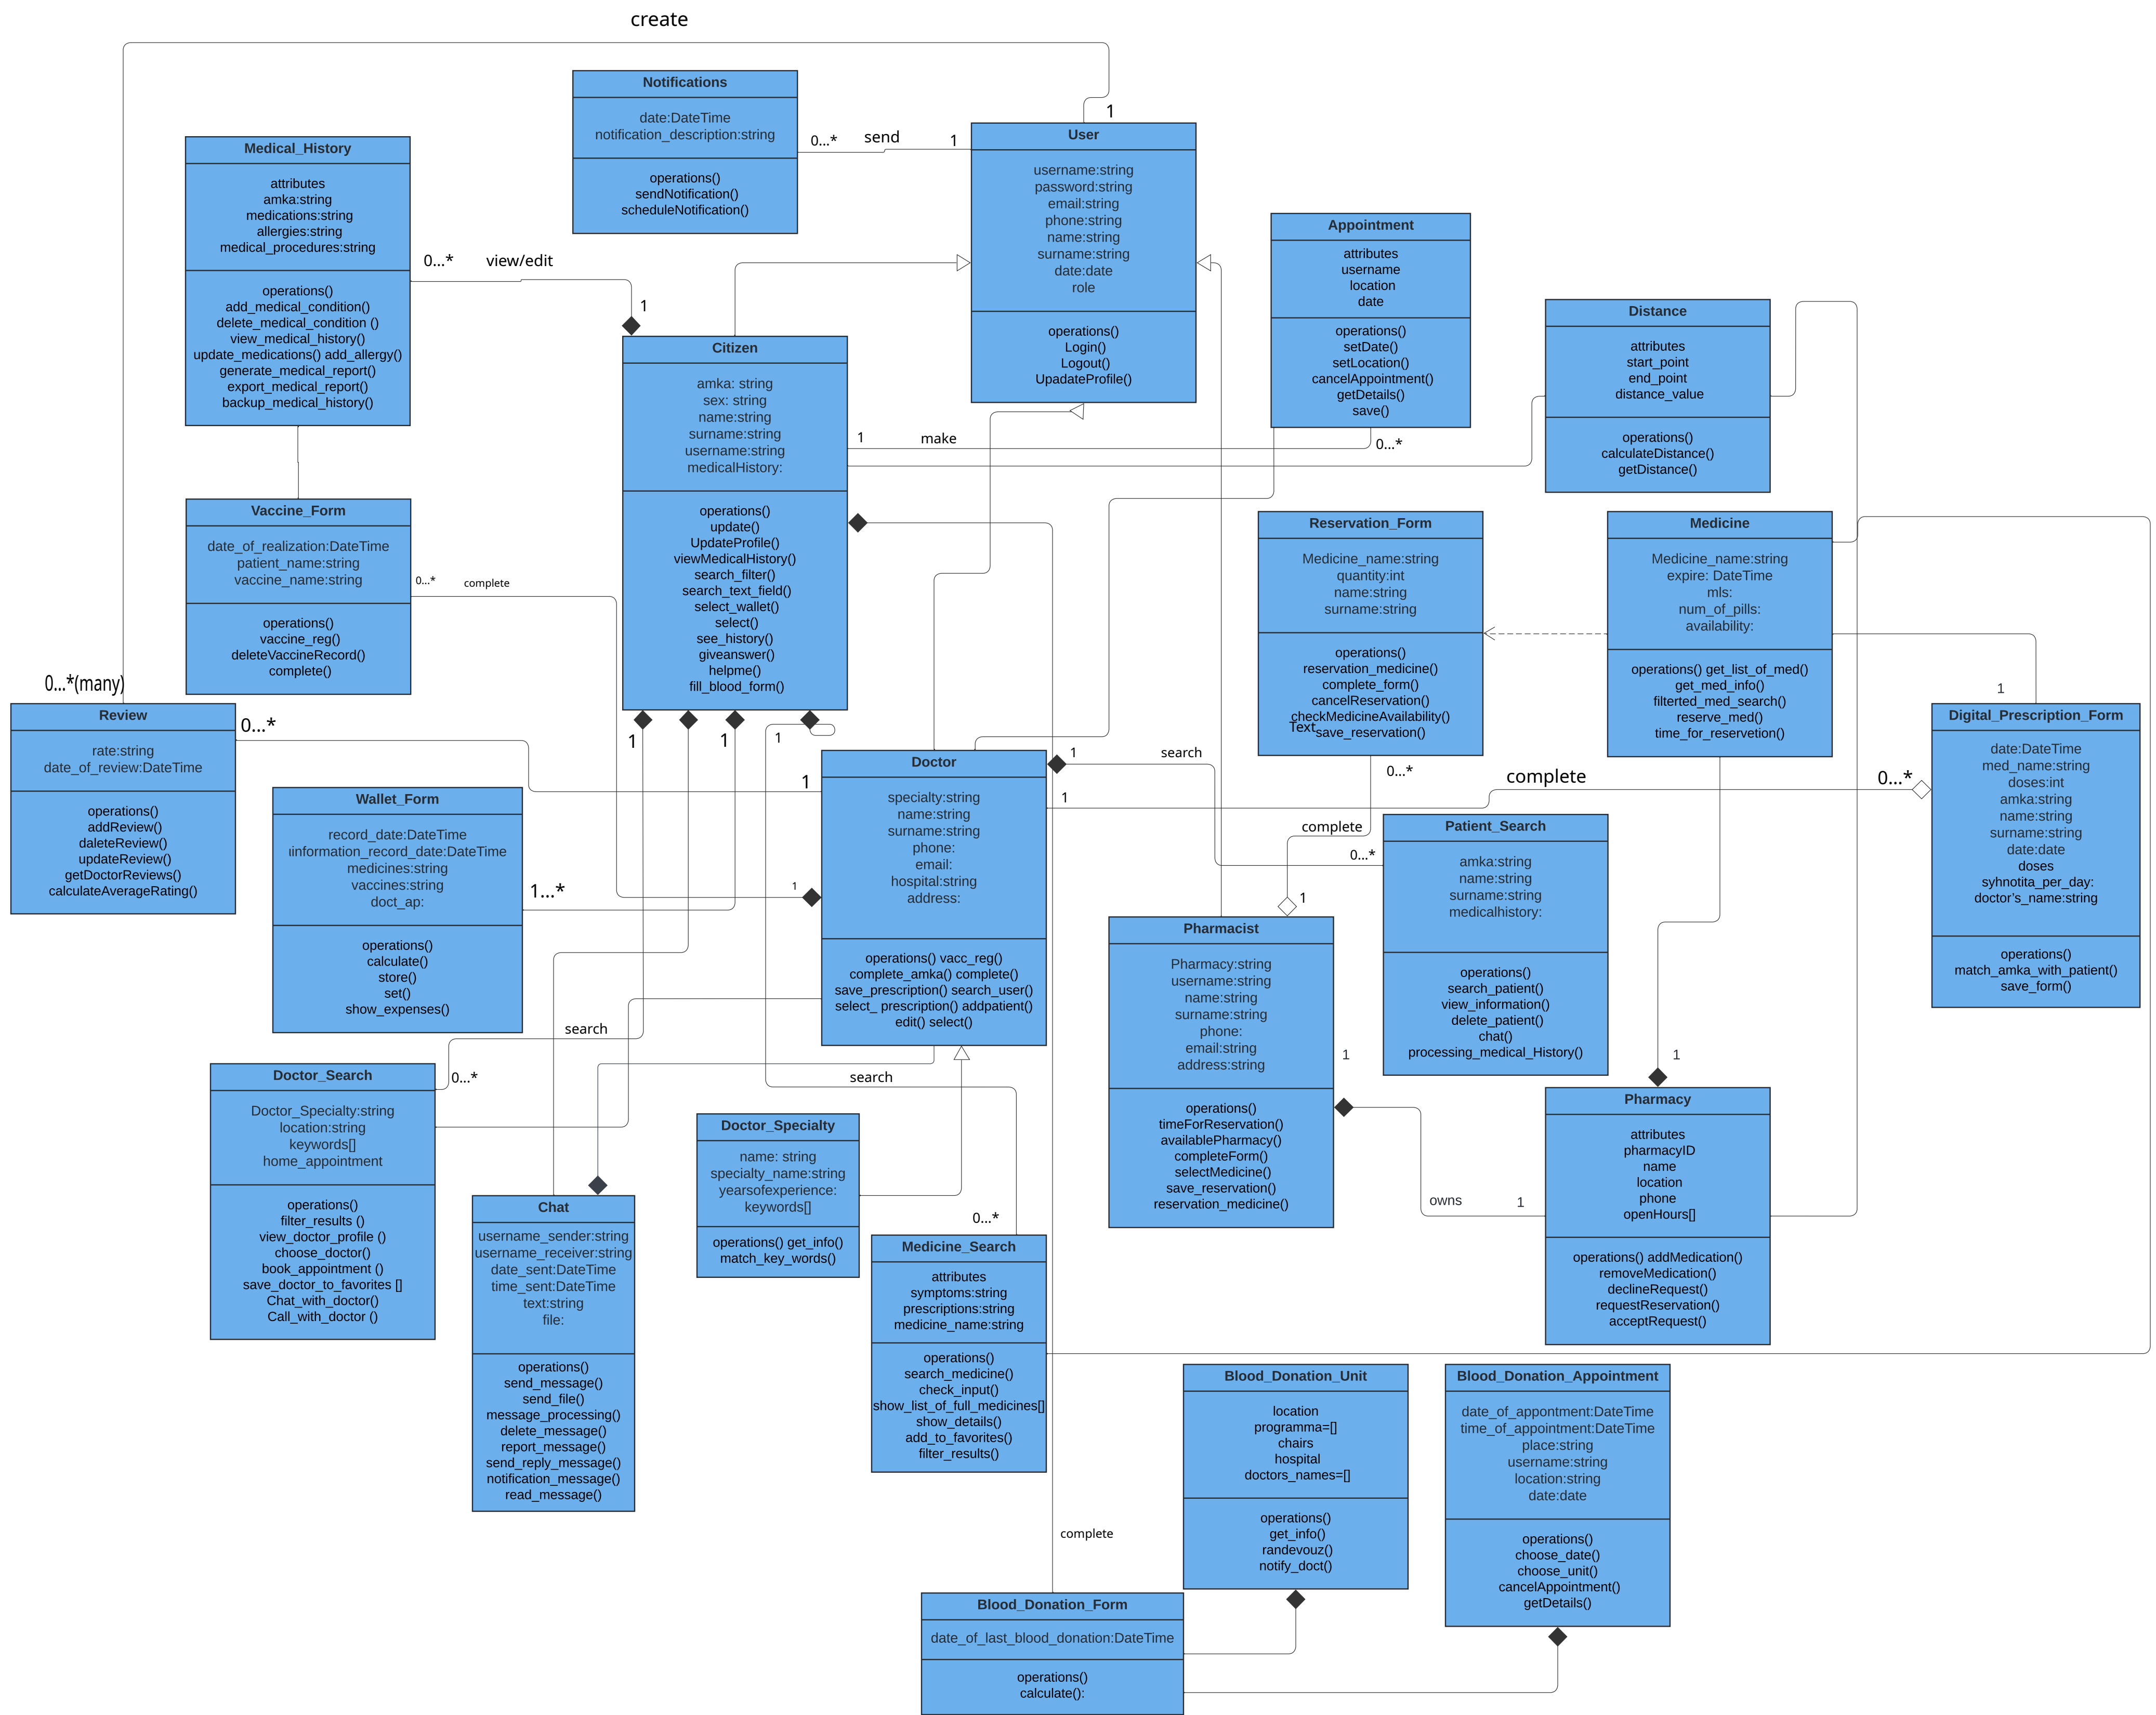 create
Notifications
date:DateTime
notification_description:string
operations()
sendNotification()
scheduleNotification()
0...*
send
1
1
User
username:string
password:string
email:string
phone:string
name:string
surname:string
date:date
role
operations()
Login()
Logout()
UpadateProfile()
Medical_History
attributes
amka:string
medications:string
allergies:string
medical_procedures:string
operations()
add_medical_condition()
delete_medical_condition ()
view_medical_history()
update_medications() add_allergy()
generate_medical_report()
export_medical_report()
backup_medical_history()
0...*
view/edit
1
Appointment
attributes
username
location
date
operations()
setDate()
setLocation()
cancelAppointment()
getDetails()
save()
Distance
attributes
start_point
end_point
distance_value
operations()
calculateDistance()
getDistance()
Citizen
amka: string
sex: string
name:string
surname:string
username:string
medicalHistory:
operations()
update()
UpdateProfile()
viewMedicalHistory()
search_filter()
search_text_field()
select_wallet()
select()
see_history()
giveanswer()
helpme()
fill_blood_form()
1
make
0...*
Vaccine_Form
date_of_realization:DateTime
patient_name:string
vaccine_name:string
operations()
vaccine_reg()
deleteVaccineRecord()
complete()
0...*
complete
Reservation_Form
Medicine_name:string
quantity:int
name:string
surname:string
operations()
reservation_medicine()
complete_form()
cancelReservation()
checkMedicineAvailability()
Text
save_reservation()
Medicine
Medicine_name:string
expire: DateTime
mls:
num_of_pills:
availability:
operations() get_list_of_med()
get_med_info()
filterted_med_search()
reserve_med()
time_for_reservetion()
0...*(many)
Review
rate:string
date_of_review:DateTime
operations()
addReview()
daleteReview()
updateReview()
getDoctorReviews()
calculateAverageRating()
0...*
1
1
1
1
1
Digital_Prescription_Form
date:DateTime
med_name:string
doses:int
amka:string
name:string
surname:string
date:date
doses
syhnotita_per_day:
doctor's_name:string
operations()
match_amka_with_patient()
save_form()
Doctor
specialty:string
name:string
surname:string
phone:
email:
hospital:string
address:
operations() vacc_reg()
complete_amka() complete()
save_prescription() search_user()
select_ prescription() addpatient()
edit() select()
1
search
1
0...*
complete
0...*
complete
0...*
1
1
Wallet_Form
record_date:DateTime
iinformation_record_date:DateTime
medicines:string
vaccines:string
doct_ap:
operations()
calculate()
store()
set()
show_expenses()
1...*
Patient_Search
amka:string
name:string
surname:string
medicalhistory:
operations()
search_patient()
view_information()
delete_patient()
chat()
processing_medical_History()
Pharmacist
Pharmacy:string
username:string
name:string
surname:string
phone:
email:string
address:string
operations()
timeForReservation()
availablePharmacy()
completeForm()
selectMedicine()
save_reservation()
reservation_medicine()
1
1
owns
1
search
0...*
search
0...*
Doctor_Search
Doctor_Specialty:string
location:string
keywords[]
home_appointment
operations()
filter_results ()
view_doctor_profile ()
choose_doctor()
book_appointment ()
save_doctor_to_favorites []
Chat_with_doctor()
Call_with_doctor ()
Pharmacy
attributes
pharmacyID
name
location
phone
openHours[]
operations() addMedication()
removeMedication()
declineRequest()
requestReservation()
acceptRequest()
Doctor_Specialty
name: string
specialty_name:string
yearsofexperience:
keywords[]
operations() get_info()
match_key_words()
Chat
username_sender:string
username_receiver:string
date_sent:DateTime
time_sent:DateTime
text:string
file:
operations()
send_message()
send_file()
message_processing()
delete_message()
report_message()
send_reply_message()
notification_message()
read_message()
Medicine_Search
attributes
symptoms:string
prescriptions:string
medicine_name:string
operations()
search_medicine()
check_input()
show_list_of_full_medicines[]
show_details()
add_to_favorites()
filter_results()
Blood_Donation_Unit
location
programma=[]
chairs
hospital
doctors_names=[]
operations()
get_info()
randevouz()
notify_doct()
Blood_Donation_Appointment
date_of_appontment:DateTime
time_of_appointment:DateTime
place:string
username:string
location:string
date:date
operations()
choose_date()
choose_unit()
cancelAppointment()
getDetails()
complete
Blood_Donation_Form
date_of_last_blood_donation:DateTime
operations()
calculate():